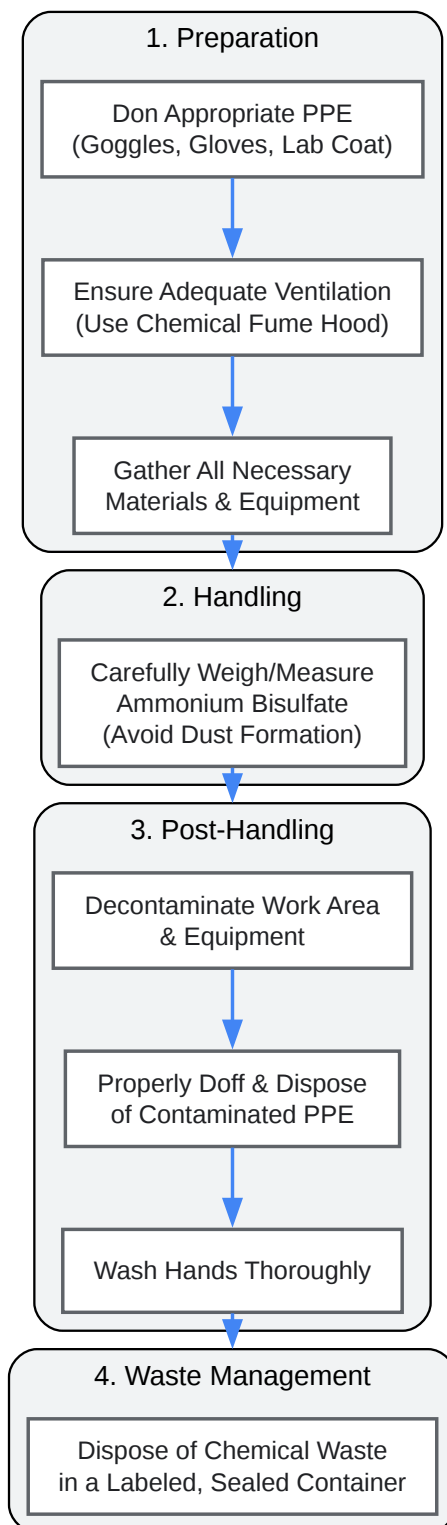 1. Preparation
Don Appropriate PPE
(Goggles, Gloves, Lab Coat)
Ensure Adequate Ventilation
(Use Chemical Fume Hood)
Gather All Necessary
Materials & Equipment
2. Handling
Carefully Weigh/Measure
Ammonium Bisulfate
(Avoid Dust Formation)
3. Post-Handling
Decontaminate Work Area
& Equipment
Properly Doff & Dispose
of Contaminated PPE
Wash Hands Thoroughly
4. Waste Management
Dispose of Chemical Waste
in a Labeled, Sealed Container